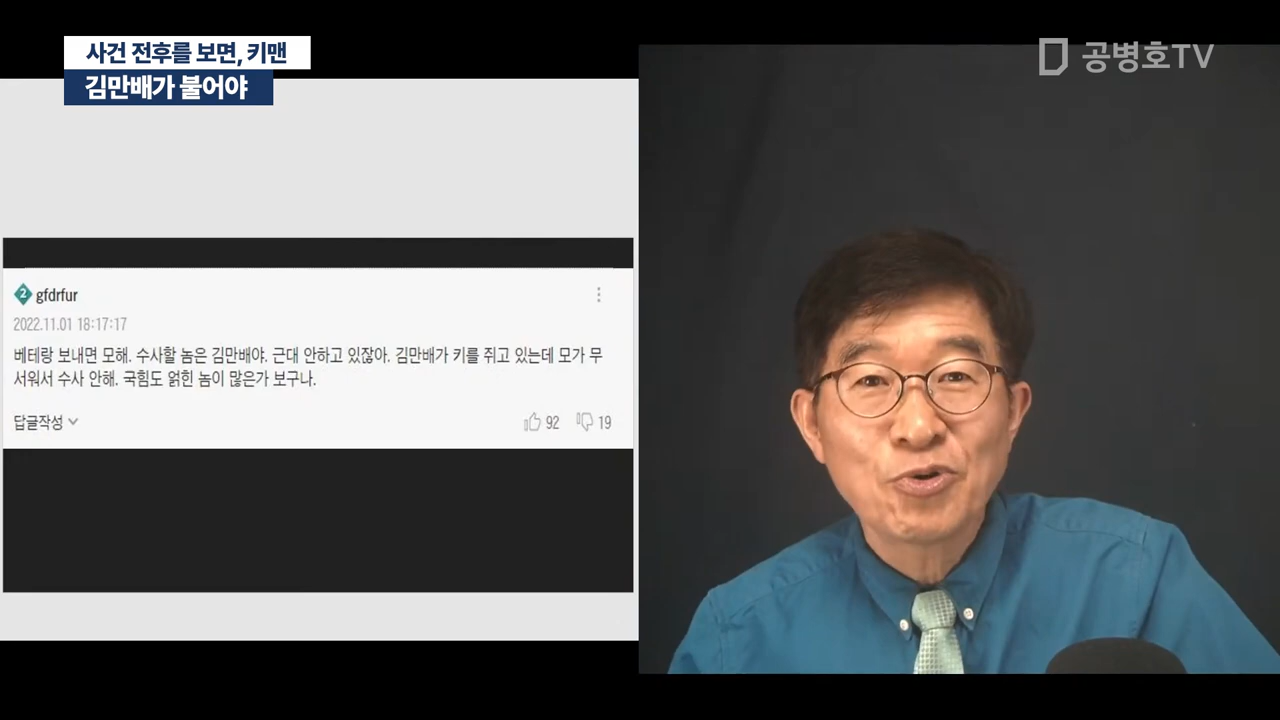 사건 전후를 보면, 키맨
김만배가 불어야
공병호TV
2 gfdrfur
2022.11.01 18:17:17
베테랑 보내면 모해. 수사할 놈은 김만배야. 근대 안하고 있잖아. 김만배가 키를 쥐고 있는데 모가 무
서워서 수사 안해. 국힘도 얽힌 놈이 많은가 보구나.
답글작성
92 19